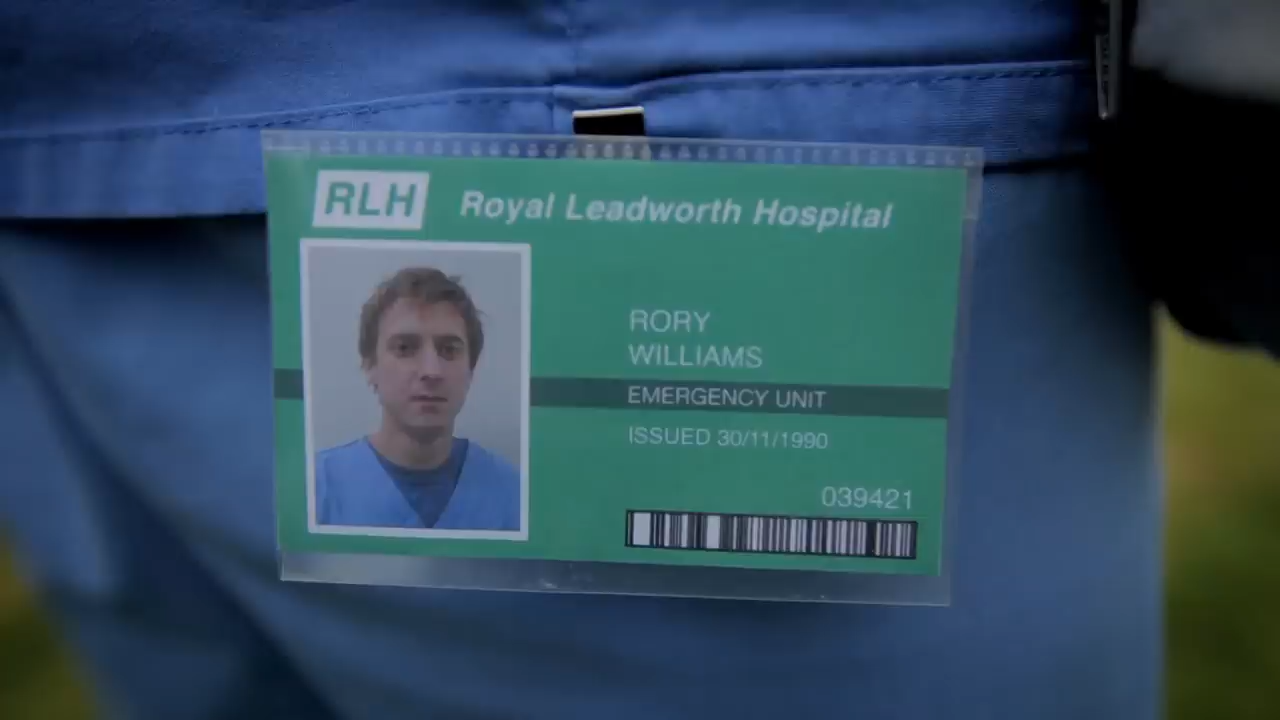 RLH
Royal Leadworth Hospital
RORY
WILLIAMS
EMERGENCY UNIT
ISSUED 30/11/1990
039421